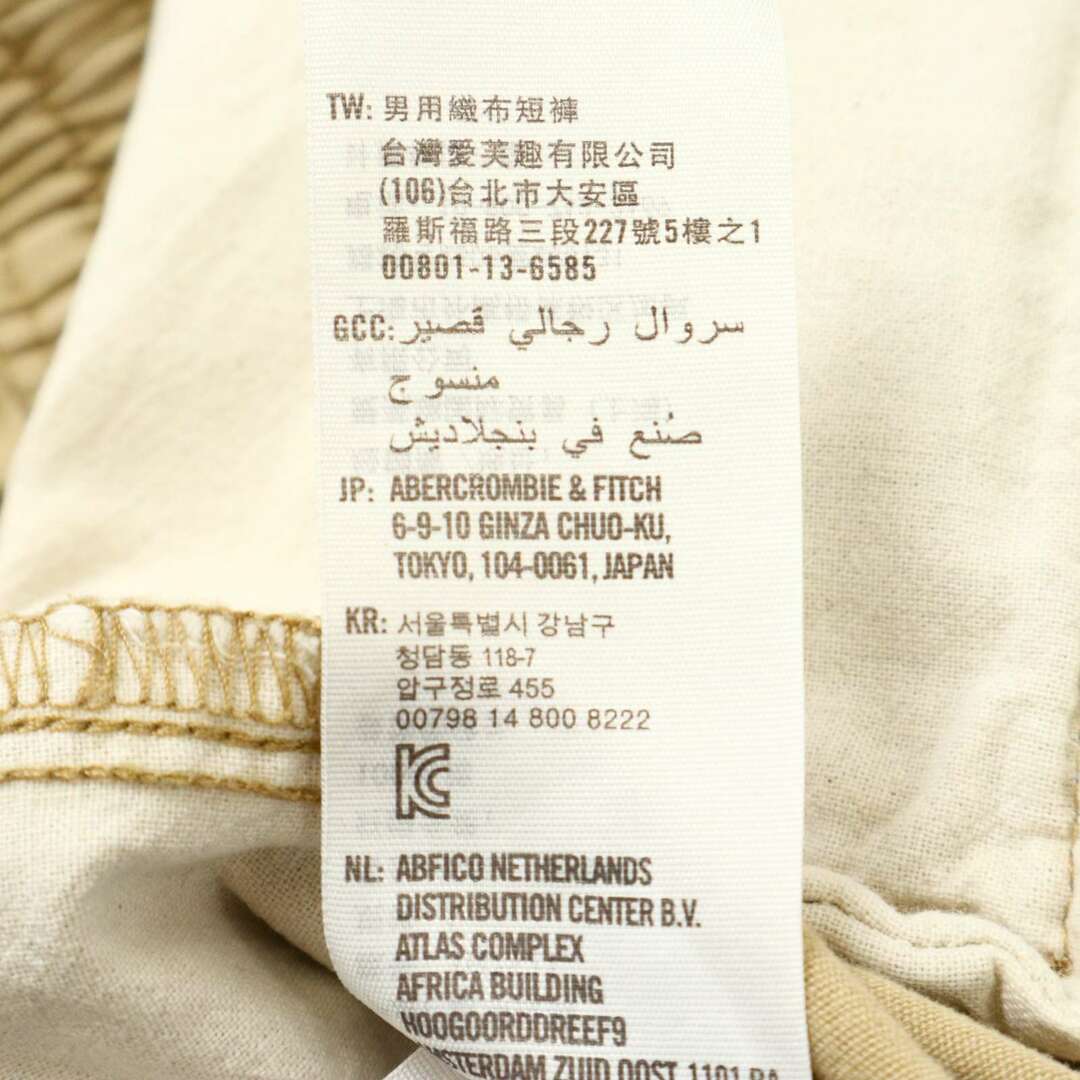 TW: 男用織布短褲
台灣愛芙趣有限公司
(106)台北市大安區
羅斯福路三段227號5樓之1
00801-13-6585
GCC: سروال رجالي قصير
منسوج
صُنع في بنجلاديش
JP: ABERCROMBIE & FITCH
6-9-10 GINZA CHUO-KU,
TOKYO, 104-0061, JAPAN
KR: 서울특별시 강남구
청담동 118-7
압구정로 455
00798 14 800 8222
KC
NL: ABFICO NETHERLANDS
DISTRIBUTION CENTER B.V.
ATLAS COMPLEX
AFRICA BUILDING
HOOGOORDDREEF9
ZUID OOST 1101